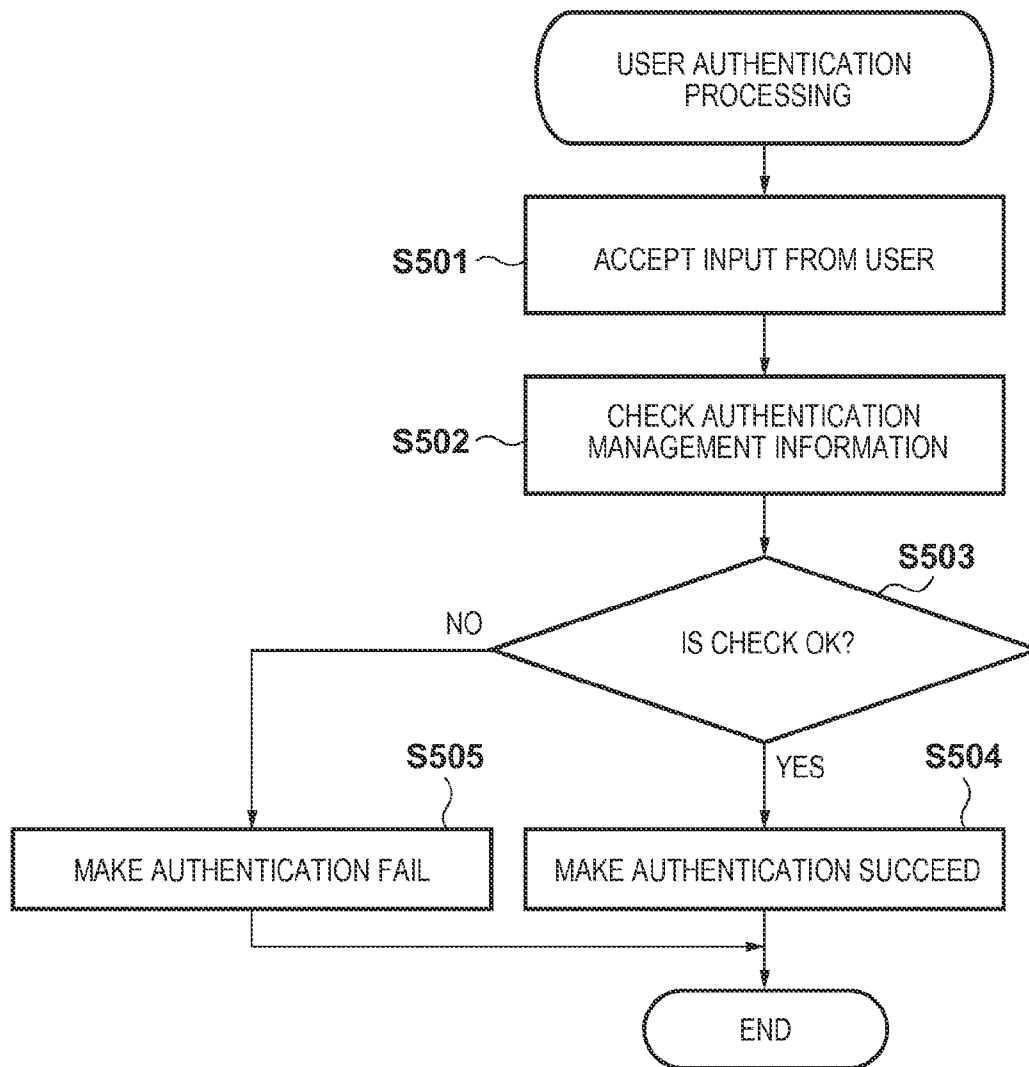 USER AUTHENTICATION
PROCESSING
S501
ACCEPT INPUT FROM USER
S502
CHECK AUTHENTICATION
MANAGEMENT INFORMATION
S503
NO
IS CHECK OK?
YES
S505
S504
MAKE AUTHENTICATION FAIL
MAKE AUTHENTICATION SUCCEED
END